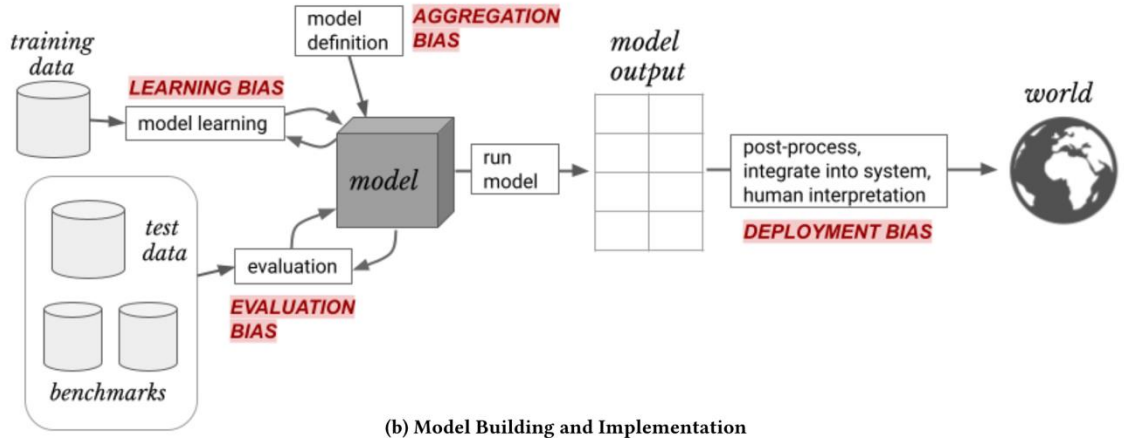 training
data
LEARNING BIAS
model learning
model
definition
AGGREGATION
BIAS
model
run
model
model
output
post-process,
integrate into system,
human interpretation
DEPLOYMENT BIAS
world
test
data
benchmarks
evaluation
EVALUATION
BIAS
(b) Model Building and Implementation